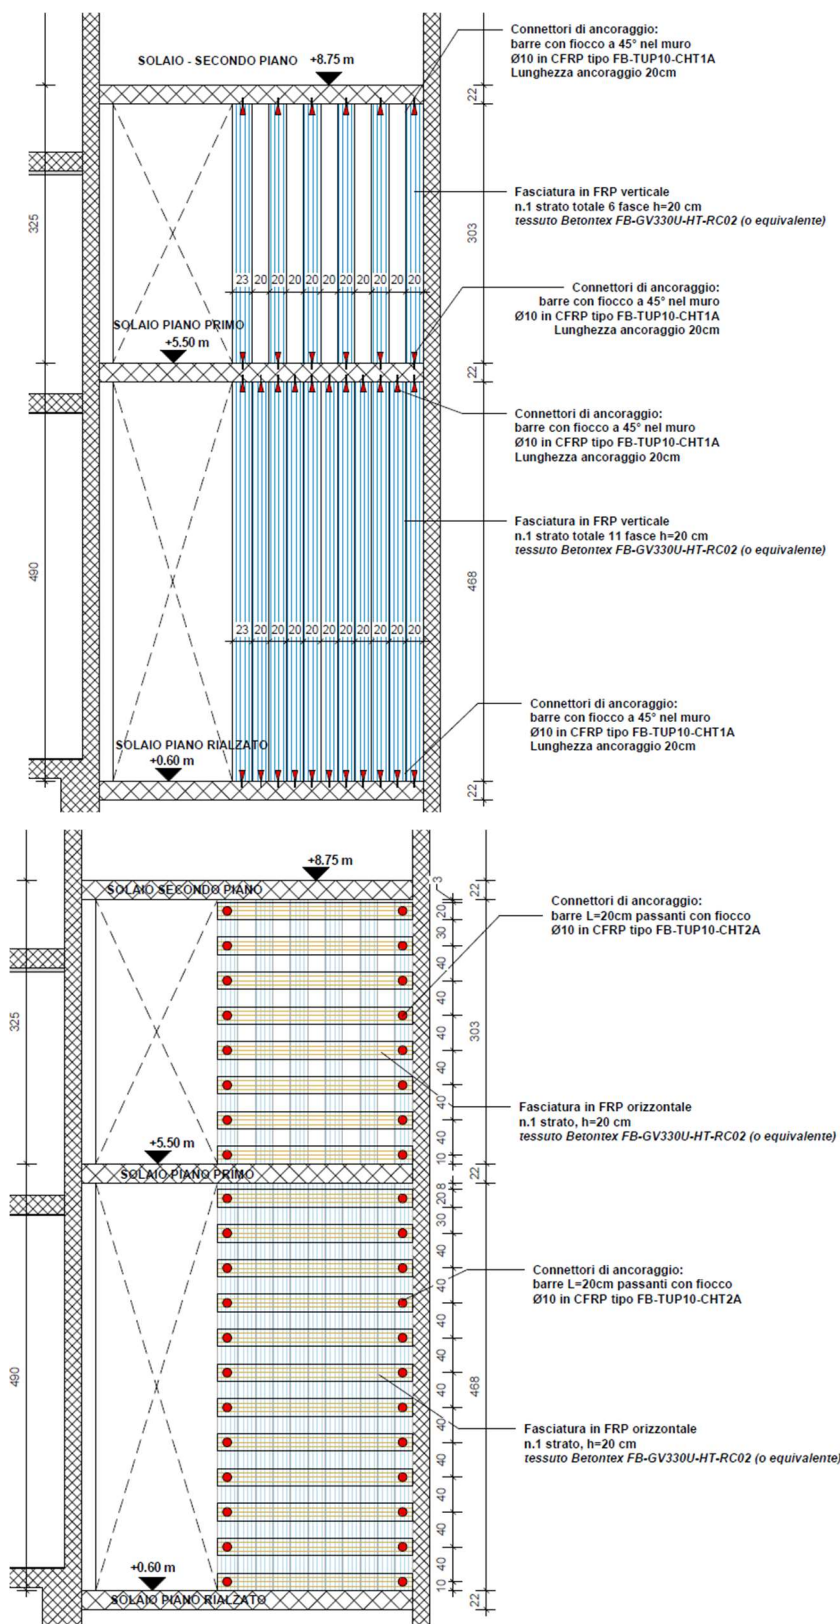 Connettori di ancoraggio:
barre con fiocco a 45° nel muro
Ø10 in CFRP tipo FB-TUP10-CHT1A
Lunghezza ancoraggio 20cm
SOLAIO - SECONDO PIANO
+8.75 m
22
Fasciatura in FRP verticale
n.1 strato totale 6 fasce h=20 cm
tessuto Betontex FB-GV330U-HT-RC02 (o equivalente)
325
303
23 20 20 20 20 20 20 20 20 20 20
Connettori di ancoraggio:
barre con fiocco a 45° nel muro
Ø10 in CFRP tipo FB-TUP10-CHT1A
Lunghezza ancoraggio 20cm
SOLAIO PIANO PRIMO
+5.50 m
22
Connettori di ancoraggio:
barre con fiocco a 45° nel muro
Ø10 in CFRP tipo FB-TUP10-CHT1A
Lunghezza ancoraggio 20cm
Fasciatura in FRP verticale
n.1 strato totale 11 fasce h=20 cm
tessuto Betontex FB-GV330U-HT-RC02 (o equivalente)
490
468
23 20 20 20 20 20 20 20 20 20 20
Connettori di ancoraggio:
barre con fiocco a 45° nel muro
Ø10 in CFRP tipo FB-TUP10-CHT1A
Lunghezza ancoraggio 20cm
SOLAIO PIANO RIALZATO
+0.60 m
22
+8.75 m
SOLAIO SECONDO PIANO
3
22
20
30
40
40
40
40
40
40
10
Connettori di ancoraggio:
barre L=20cm passanti con fiocco
Ø10 in CFRP tipo FB-TUP10-CHT2A
325
303
Fasciatura in FRP orizzontale
n.1 strato, h=20 cm
tessuto Betontex FB-GV330U-HT-RC02 (o equivalente)
+5.50 m
SOLAIO PIANO PRIMO
22
8
20
30
40
40
40
40
40
40
40
40
40
40
10
Connettori di ancoraggio:
barre L=20cm passanti con fiocco
Ø10 in CFRP tipo FB-TUP10-CHT2A
490
468
Fasciatura in FRP orizzontale
n.1 strato, h=20 cm
tessuto Betontex FB-GV330U-HT-RC02 (o equivalente)
+0.60 m
SOLAIO PIANO RIALZATO
22